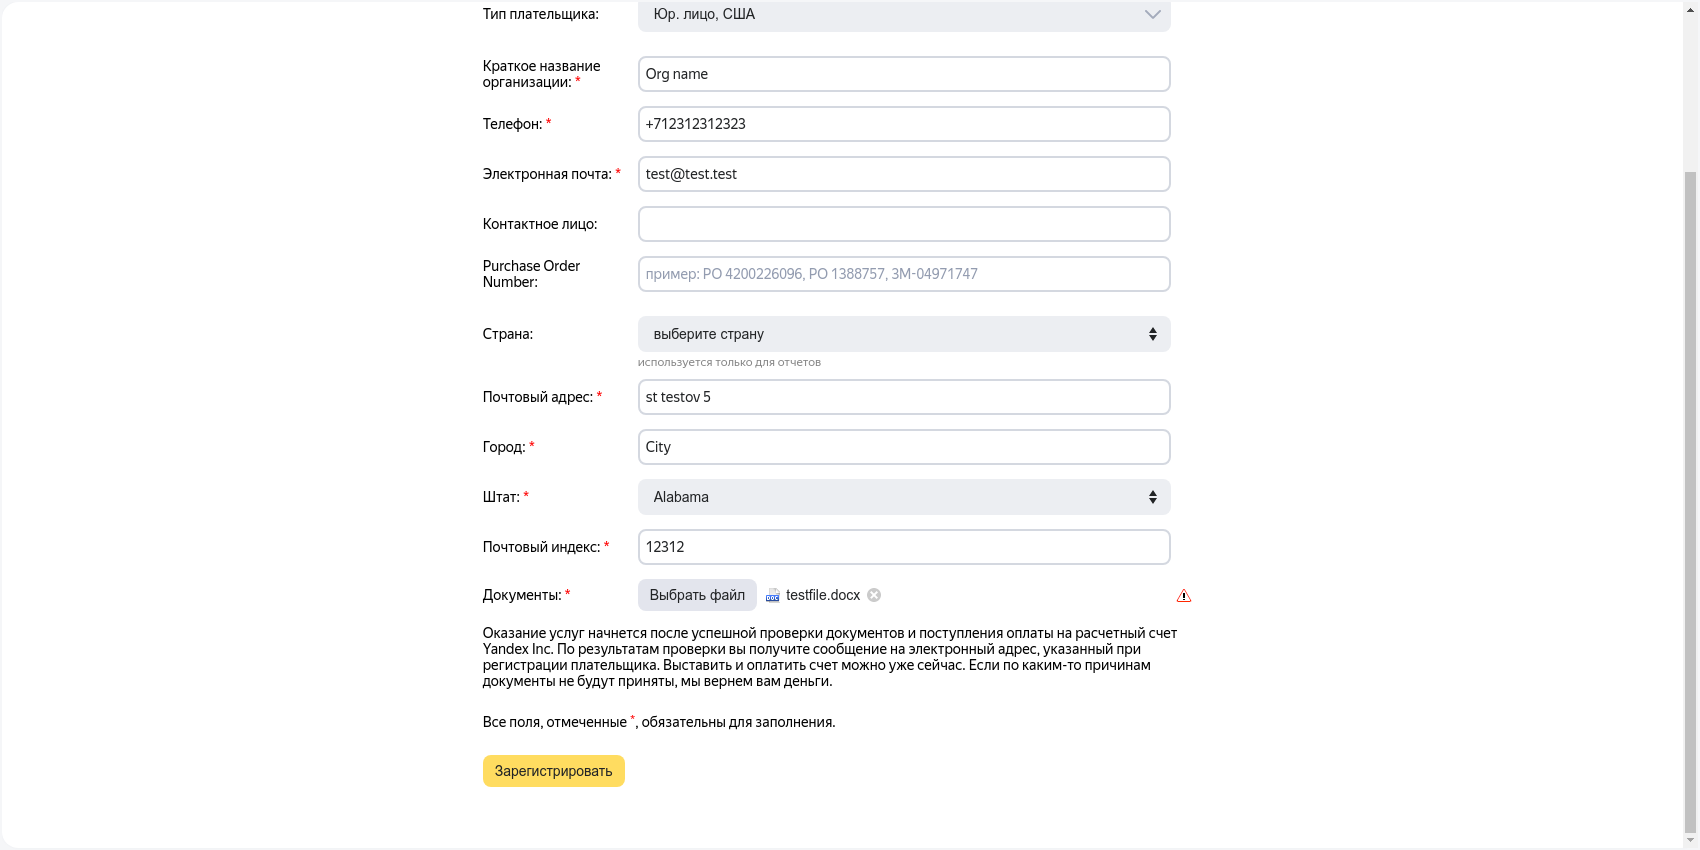 Тип плательщика:
Юр. лицо, США
Краткое название
организации: *
Org name
Телефон: *
+712312312323
Электронная почта: *
test@test.test
Контактное лицо:
Purchase Order
Number:
пример: PO 4200226096, PO 1388757, 3M-04971747
Страна:
выберите страну
используется только для отчетов
Почтовый адрес: *
st testov 5
Город: *
City
Штат: *
Alabama
Почтовый индекс: *
12312
Документы: *
Выбрать файл
DOC
testfile.docx
Оказание услуг начнется после успешной проверки документов и поступления оплаты на расчетный счет
Yandex Inc. По результатам проверки вы получите сообщение на электронный адрес, указанный при
регистрации плательщика. Выставить и оплатить счет можно уже сейчас. Если по каким-то причинам
документы не будут приняты, мы вернем вам деньги.
Все поля, отмеченные *, обязательны для заполнения.
Зарегистрировать